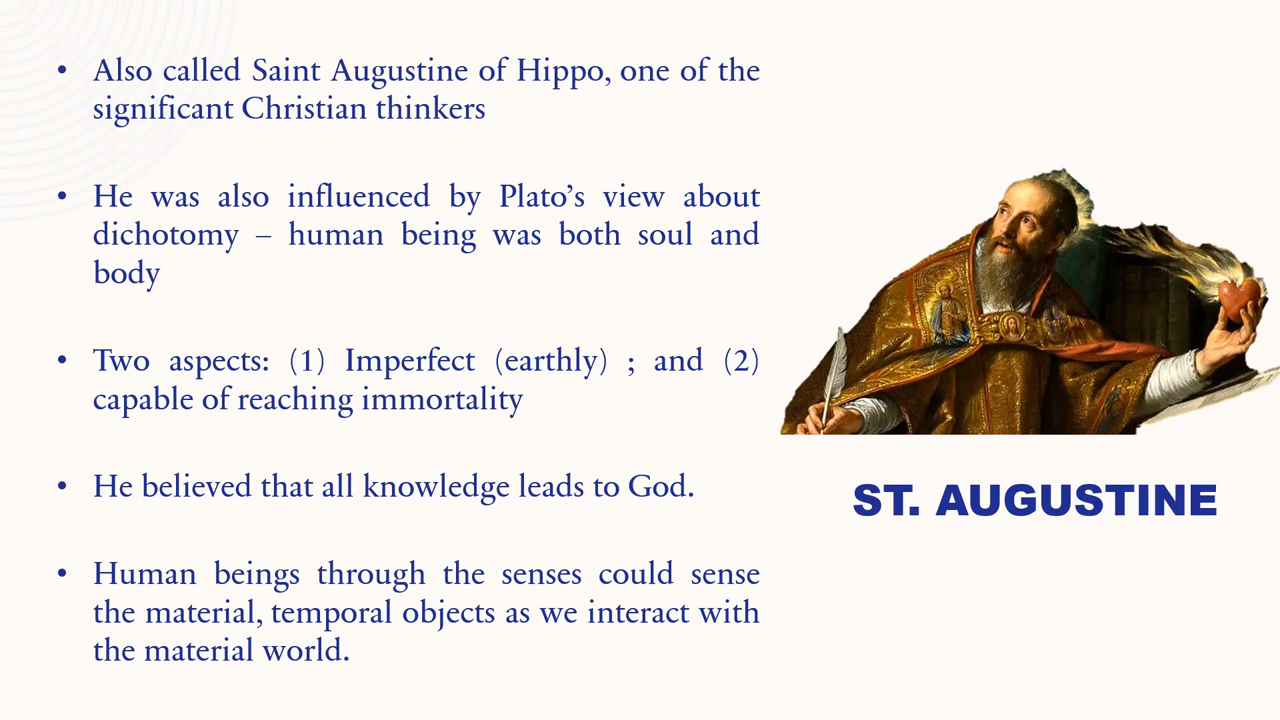 • Also called Saint Augustine of Hippo, one of the
significant Christian thinkers
• He was also influenced by Plato’s view about
dichotomy – human being was both soul and
body
• Two aspects: (1) Imperfect (earthly) ; and (2)
capable of reaching immortality
• He believed that all knowledge leads to God.
• Human beings through the senses could sense
the material, temporal objects as we interact with
the material world.
ST. AUGUSTINE